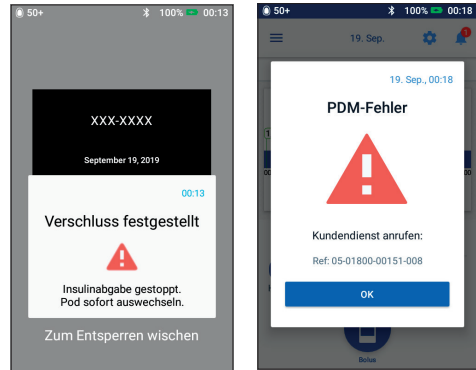 50+
100%
00:13
XXX-XXXX
September 19, 2019
00:13
Verschluss festgestellt
Insulinabgabe gestoppt.
Pod sofort auswechseln.
Zum Entsperren wischen
50+
100%
00:18
19. Sep.
19. Sep., 00:18
PDM-Fehler
Kundendienst anrufen:
Ref: 05-01800-00151-008
OK
Bolus